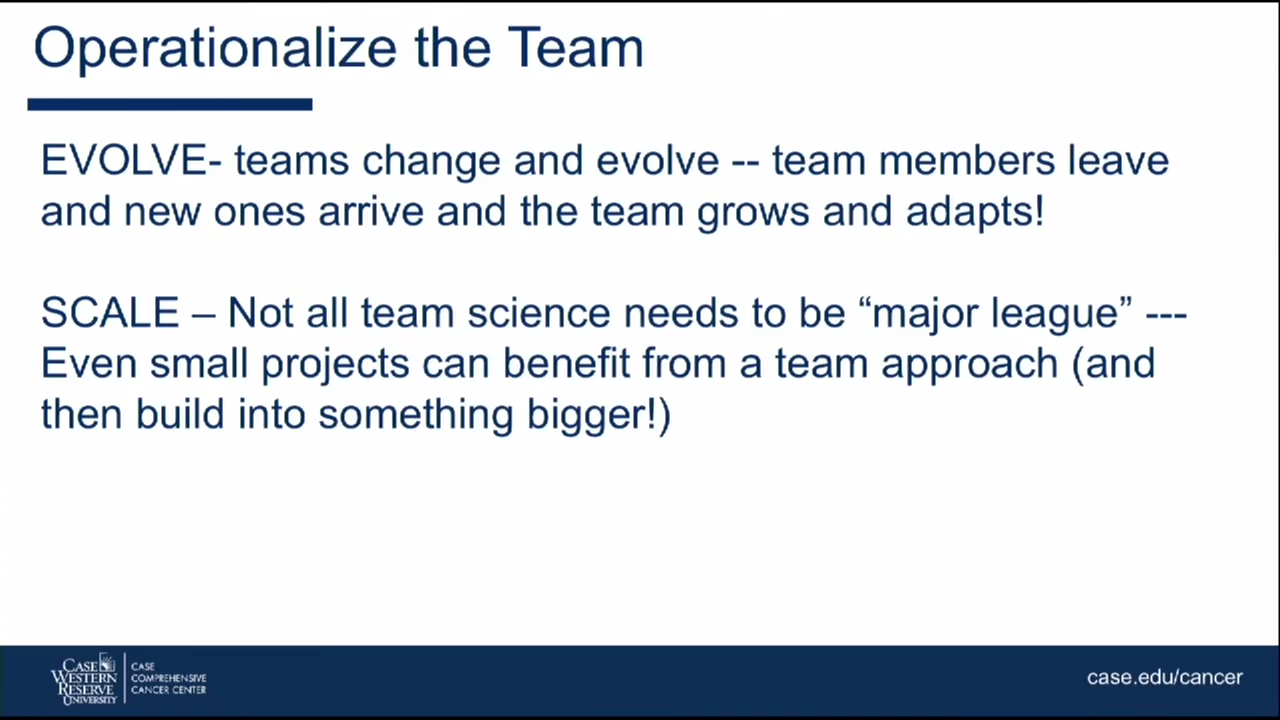 Operationalize the Team
EVOLVE- teams change and evolve -- team members leave
and new ones arrive and the team grows and adapts!
SCALE – Not all team science needs to be “major league” ---
Even small projects can benefit from a team approach (and
then build into something bigger!)
CASE
WESTERN
RESERVE
UNIVERSITY
CASE
COMPREHENSIVE
CANCER CENTER
case.edu/cancer